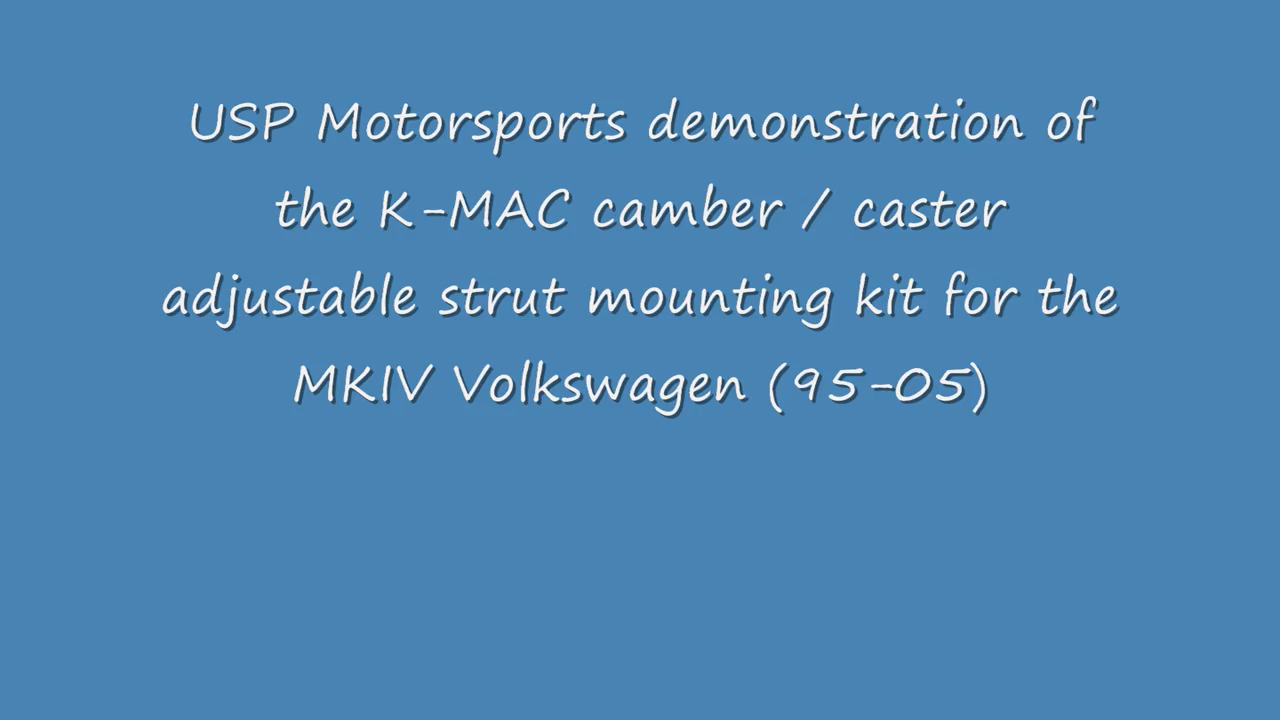 USP Motorsports demonstration of
the K-MAC camber / caster
adjustable strut mounting kit for the
MKIV Volkswagen (95-05)